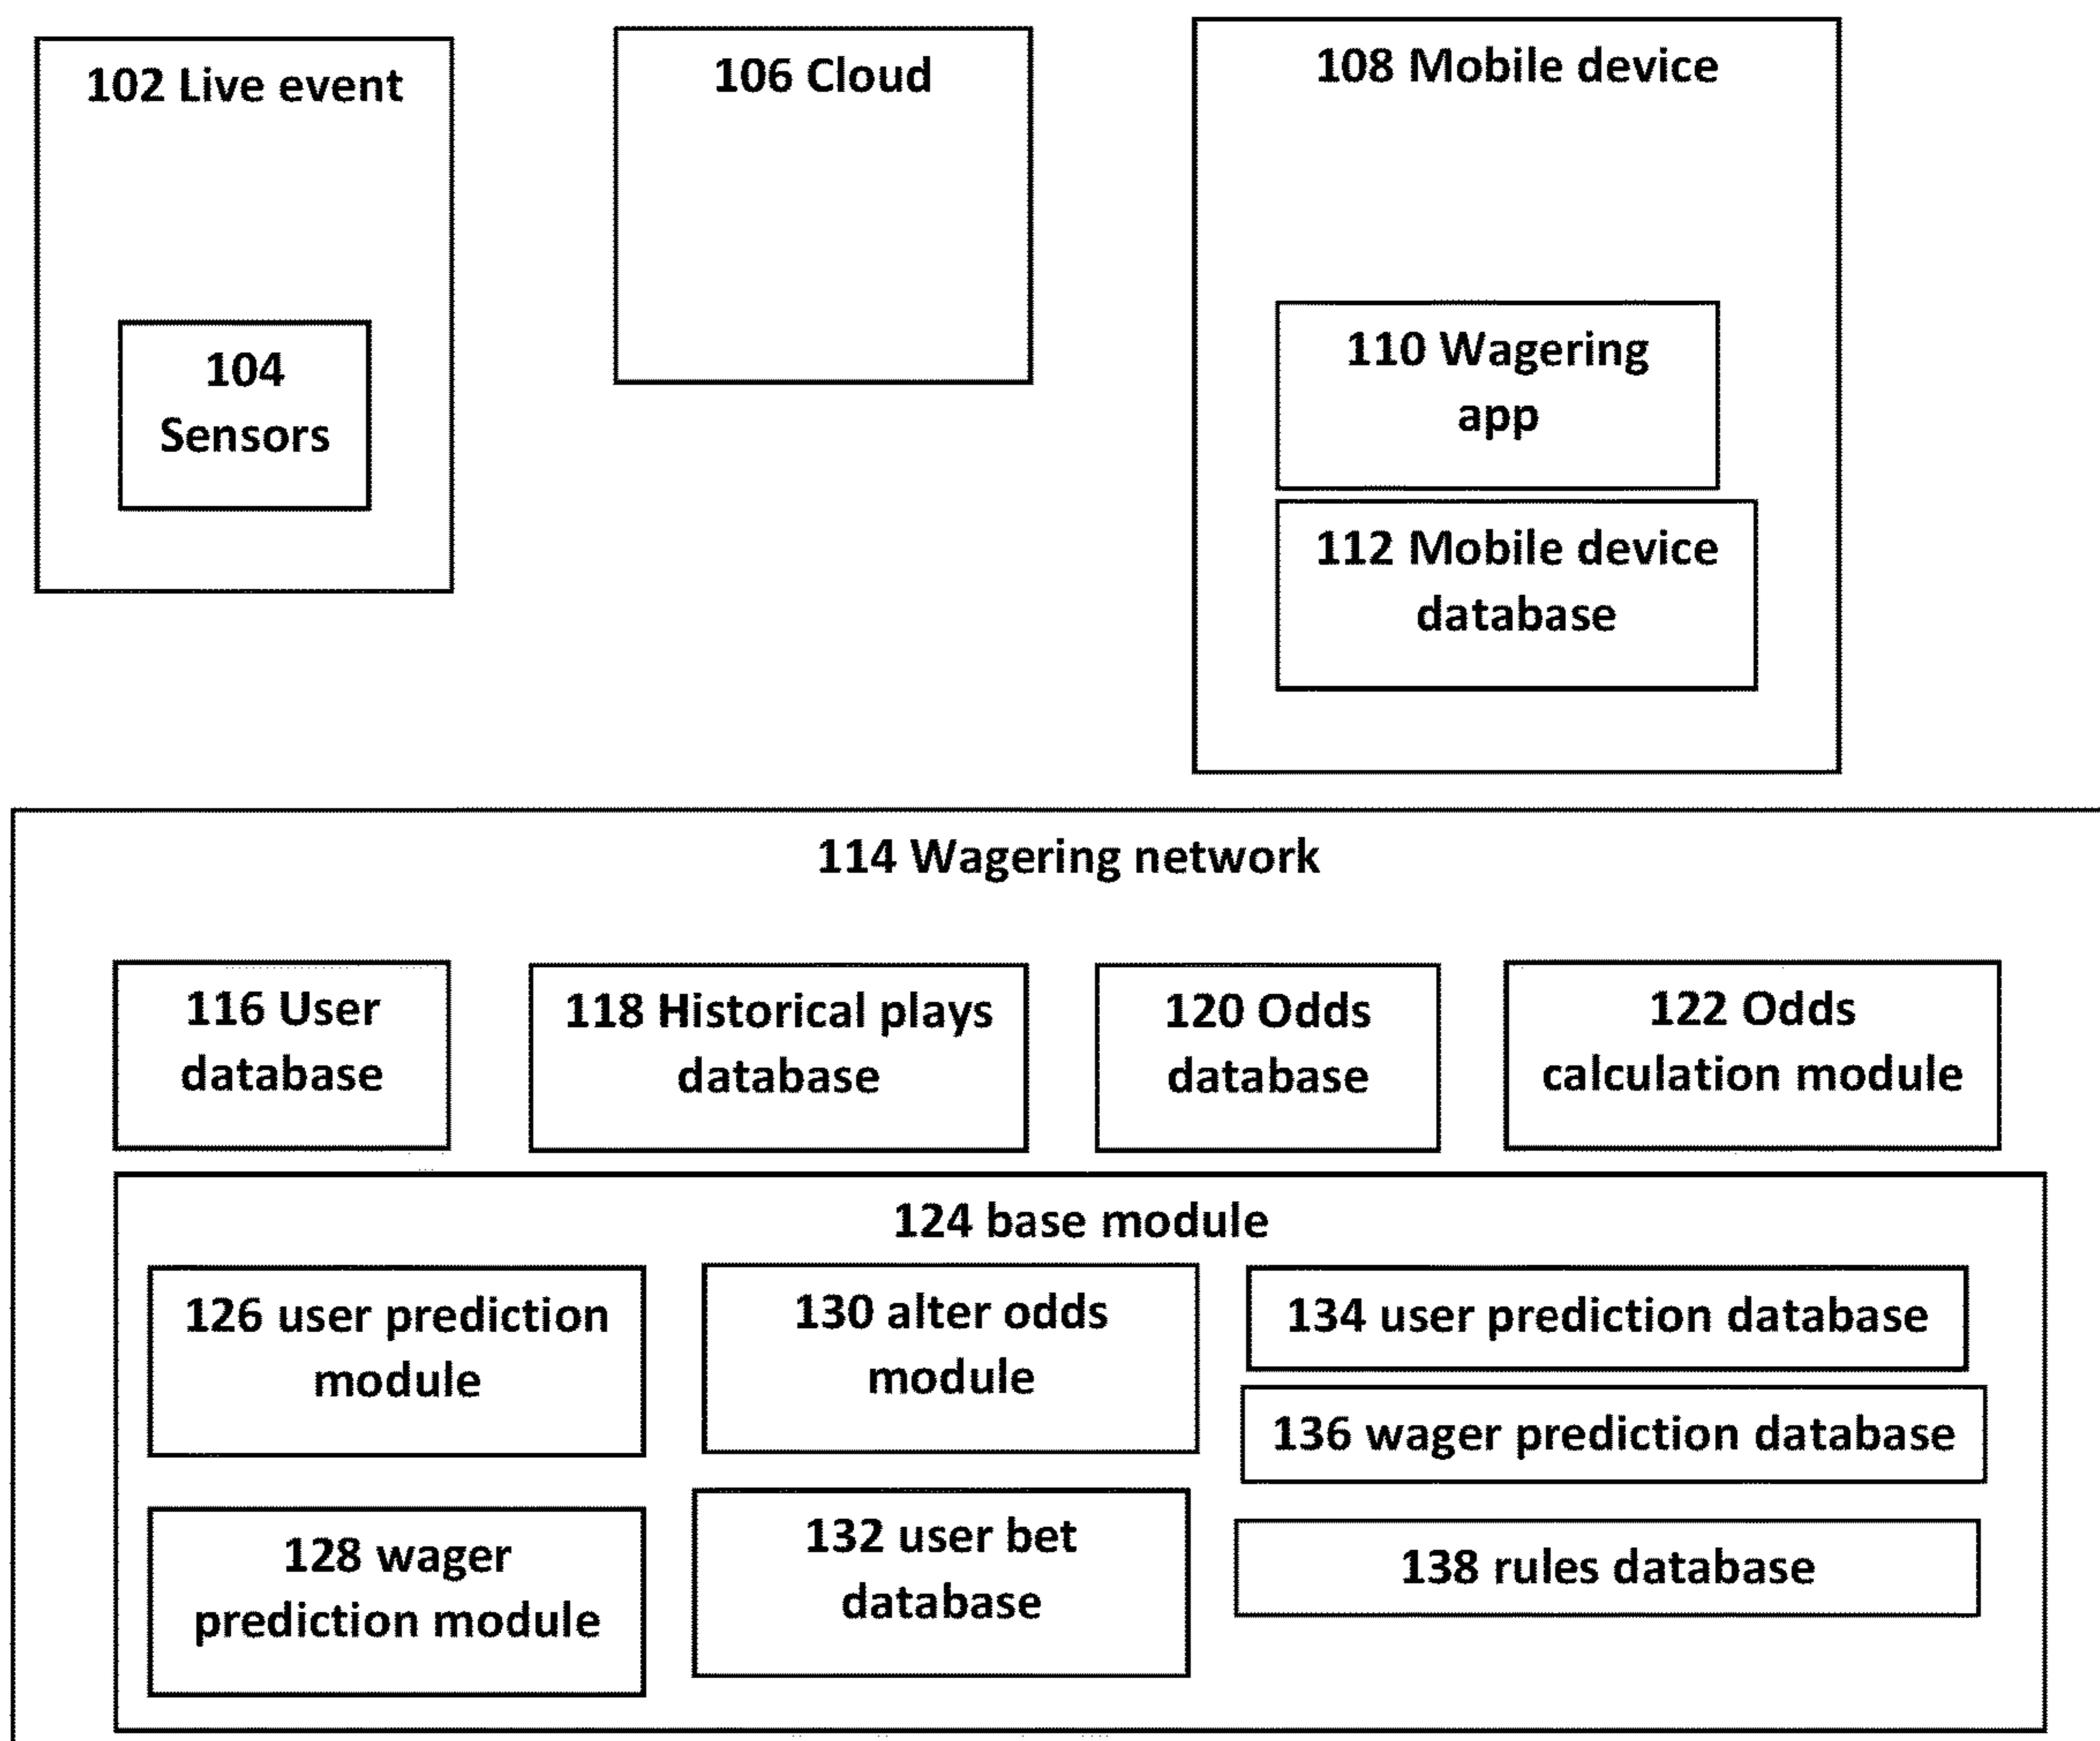 102 Live event
104
Sensors
106 Cloud
108 Mobile device
110 Wagering
app
112 Mobile device
database
114 Wagering network
116 User
database
118 Historical plays
database
120 Odds
database
122 Odds
calculation module
124 base module
126 user prediction
module
128 wager
prediction module
130 alter odds
module
132 user bet
database
134 user prediction database
136 wager prediction database
138 rules database